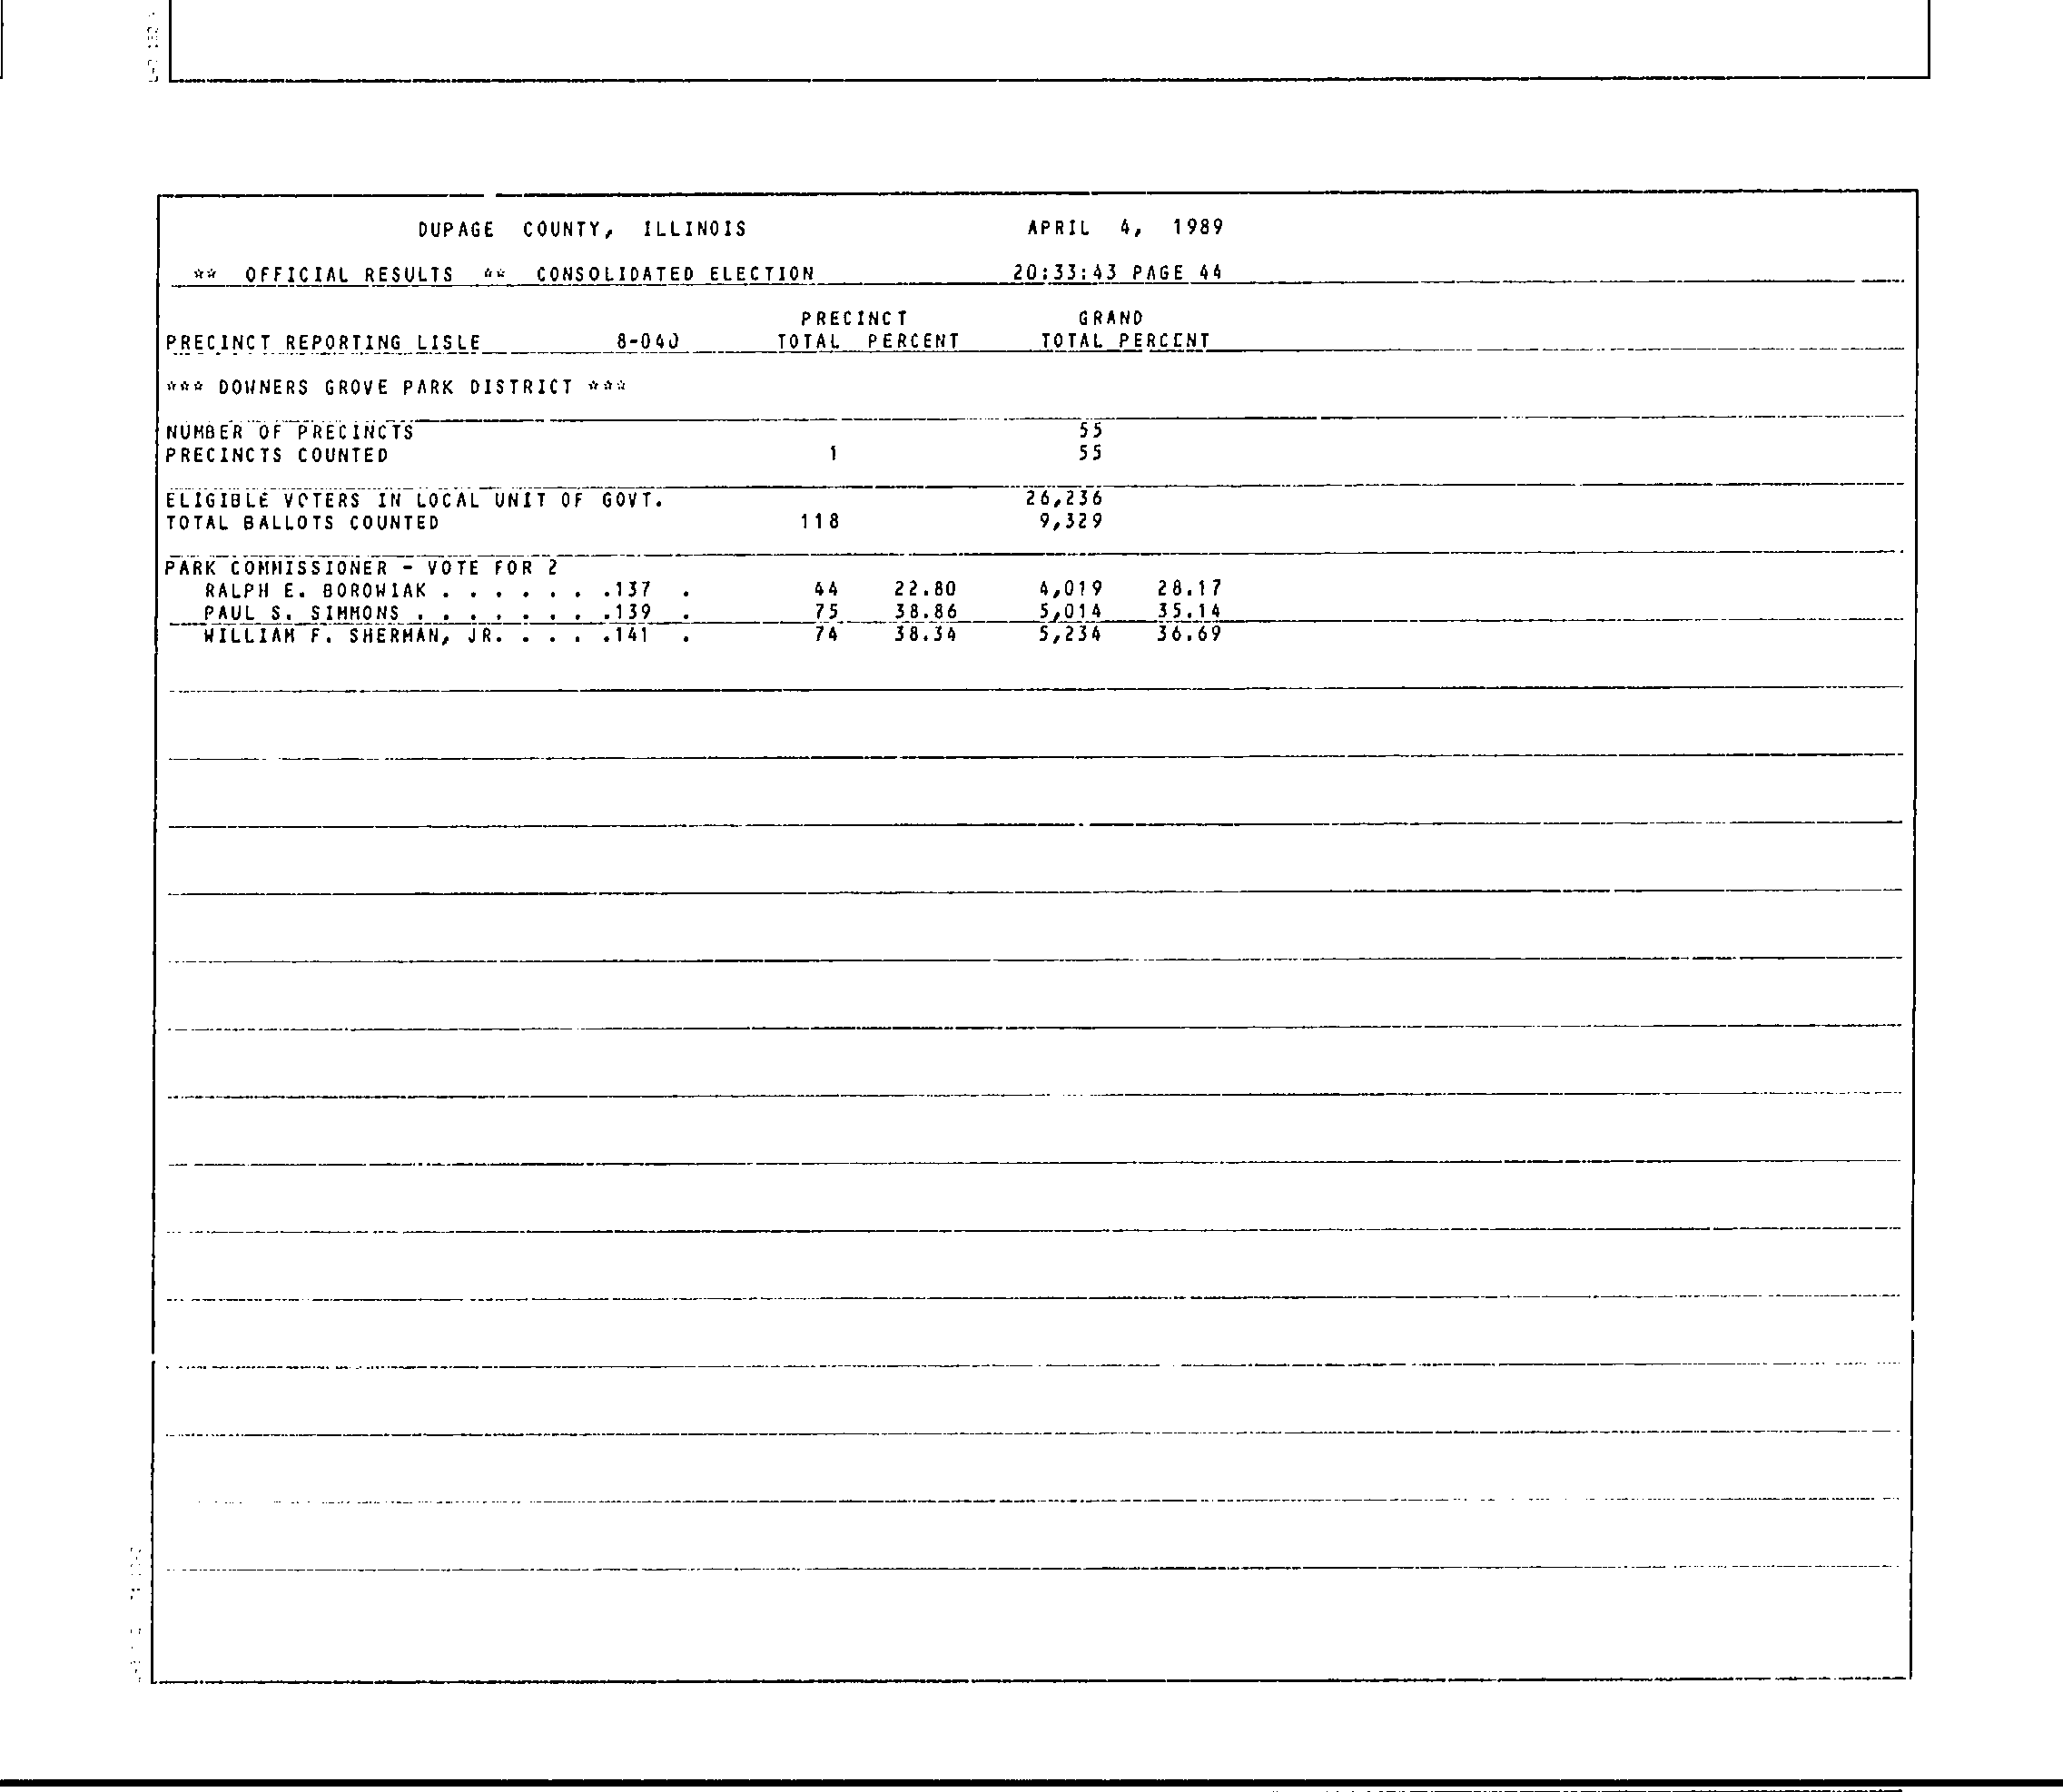 DUPAGE COUNTY, ILLINOIS APRIL 4, 1989
** OFFICIAL RESULTS ** CONSOLIDATED ELECTION 20:33:43 PAGE 44
PRECINCT GRAND
PRECINCT REPORTING LISLE 8-040 TOTAL PERCENT TOTAL PERCENT
*** DOWNERS GROVE PARK DISTRICT ***
NUMBER OF PRECINCTS 55
PRECINCTS COUNTED 1 55
ELIGIBLE VOTERS IN LOCAL UNIT OF GOVT. 26,236
TOTAL BALLOTS COUNTED 118 9,329
PARK COMMISSIONER - VOTE FOR 2
RALPH E. BOROWIAK . . . . . . .137 . 44 22.80 4,019 28.17
PAUL S. SIMMONS . . . . . . . .139 . 75 38.86 5,014 35.14
WILLIAM F. SHERMAN, JR. . . . .141 . 74 38.34 5,234 36.69